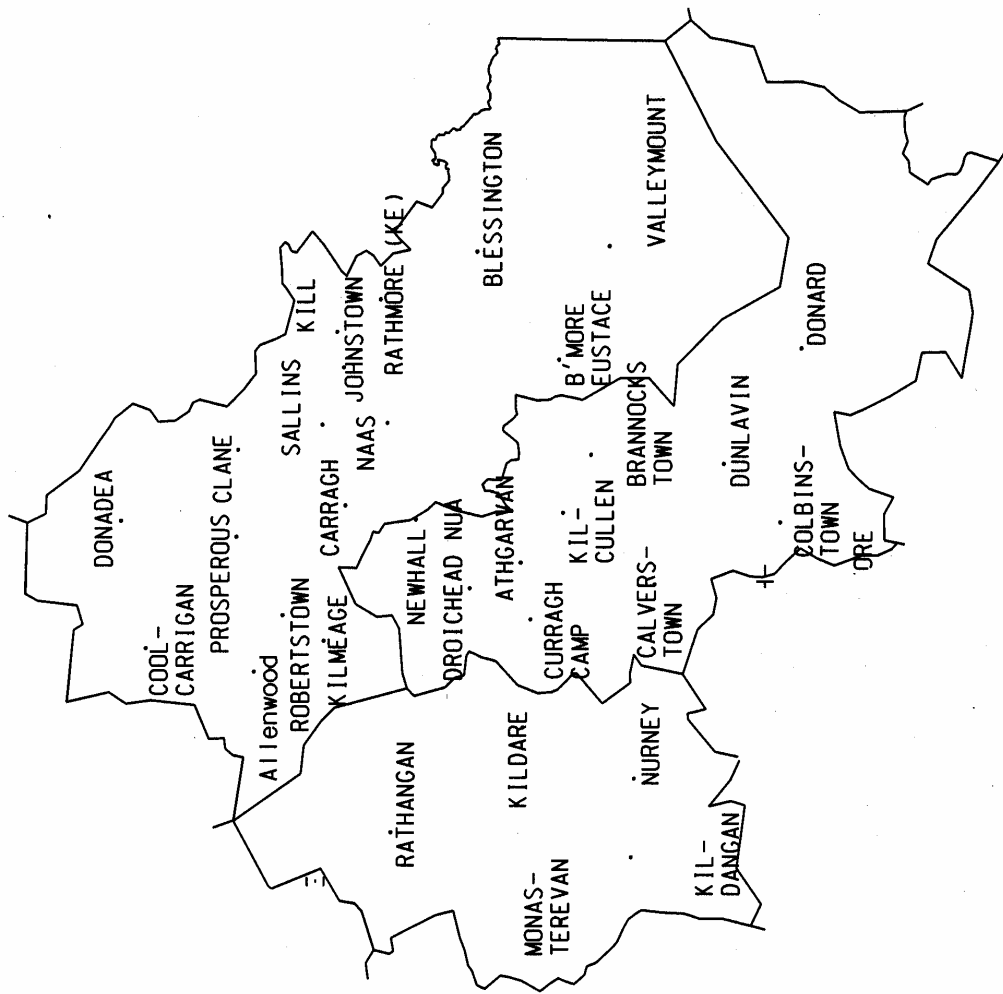 DONADEA
COOL-
CARRIGAN
PROSPEROUS CLANE
Allenwood
ROBERTSTOWN
SALLINS
KILL
KILMEAGE
CARRAGH
JOHNSTOWN
NAAS
RATHMORE (KE)
NEWHALL
RATHANGAN
DROICHEAD NUA
BLESSINGTON
ATHGARVAN
KILDARE
MONAS-
TEREVAN
CURRAGH
CAMP
KIL-
CULLEN
B'MORE
EUSTACE
BRANNOCKS
TOWN
VALLEYMOUNT
CALVERS-
TOWN
NURNEY
KIL-
DANGAN
DUNLAVIN
DONARD
COLBINS-
TOWN
ORE